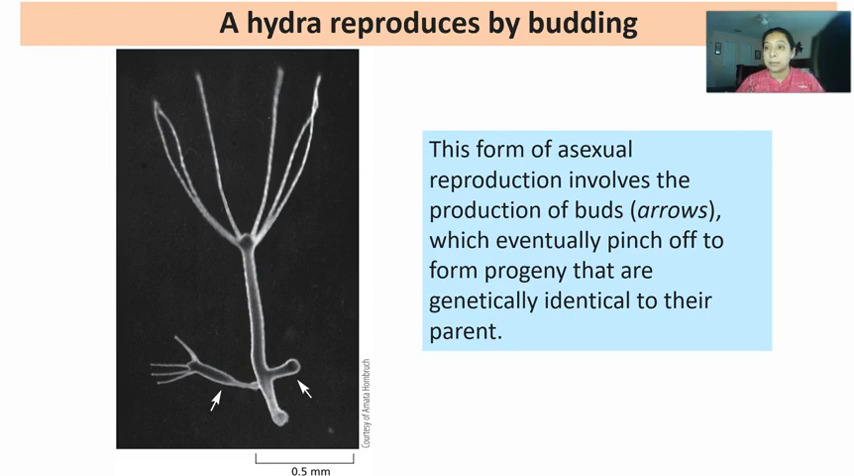 A hydra reproduces by budding
This form of asexual
reproduction involves the
production of buds (arrows),
which eventually pinch off to
form progeny that are
genetically identical to their
parent.
Courtesy of Amata Hornbruch
0.5 mm